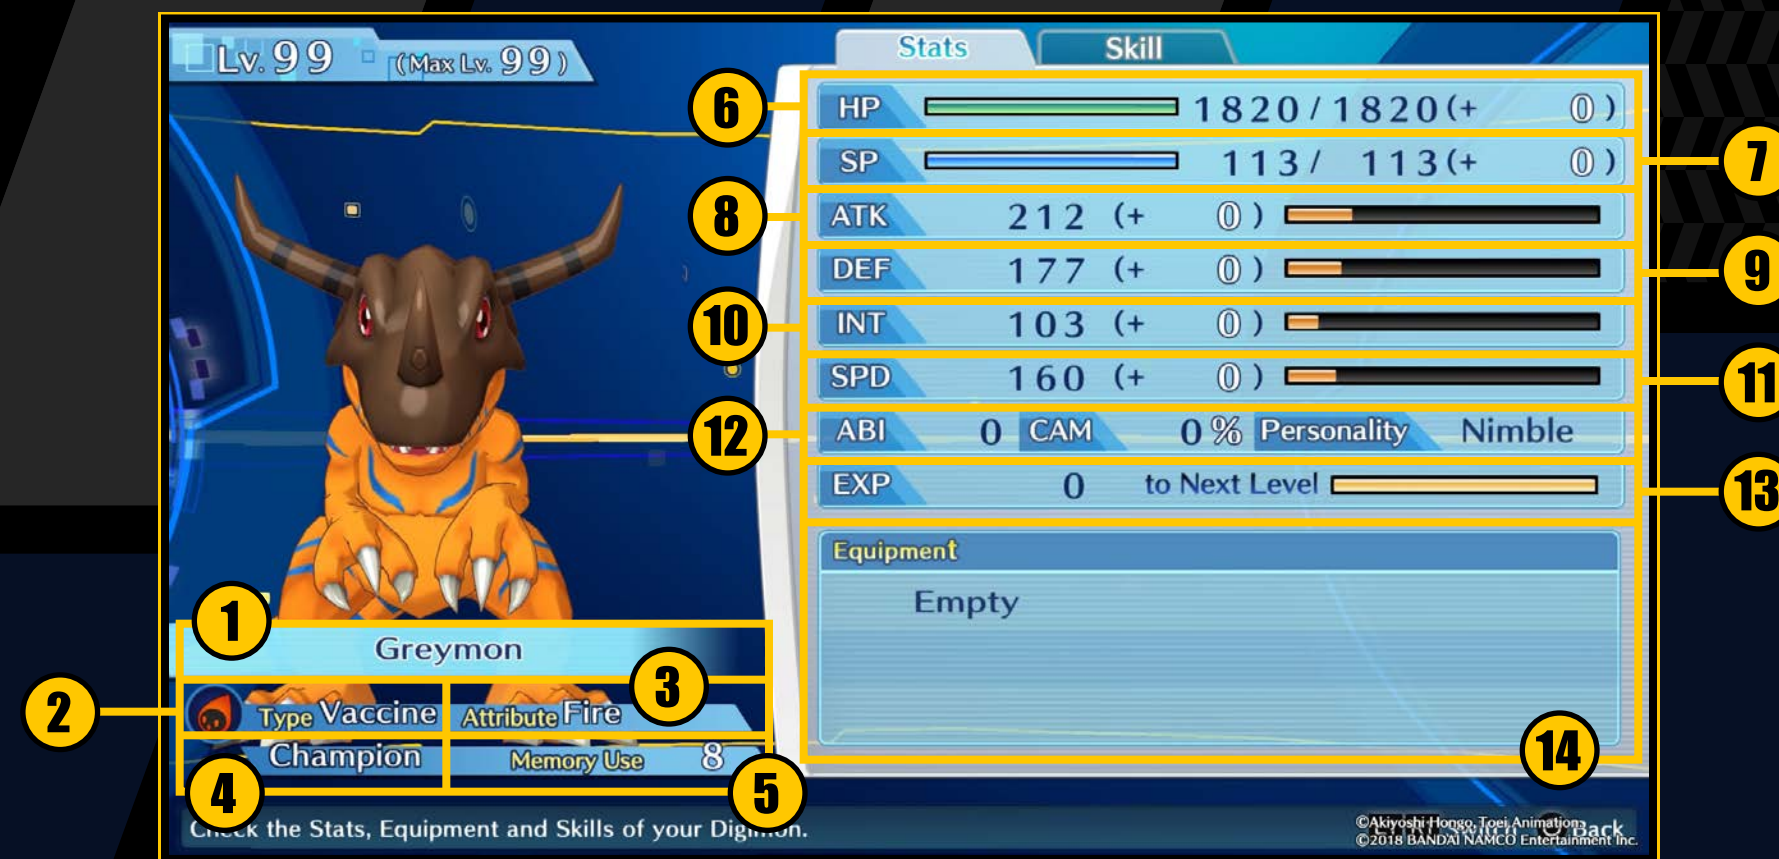 Lv. 99 (Max Lv. 99)
Stats Skill
6 HP 1820/1820(+ 0)
SP 113/ 113(+ 0) 7
8 ATK 212 (+ 0)
DEF 177 (+ 0) 9
10 INT 103 (+ 0)
SPD 160 (+ 0) 11
12 ABI 0 CAM 0% Personality Nimble
EXP 0 to Next Level 13
Equipment
Empty
14
1
Greymon
2 Type Vaccine
3 Attribute Fire
4 Champion
Memory Use 8 5
Check the Stats, Equipment and Skills of your Digimon.
Switch Back
©Akiyoshi Hongo, Toei Animation
©2018 BANDAI NAMCO Entertainment Inc.